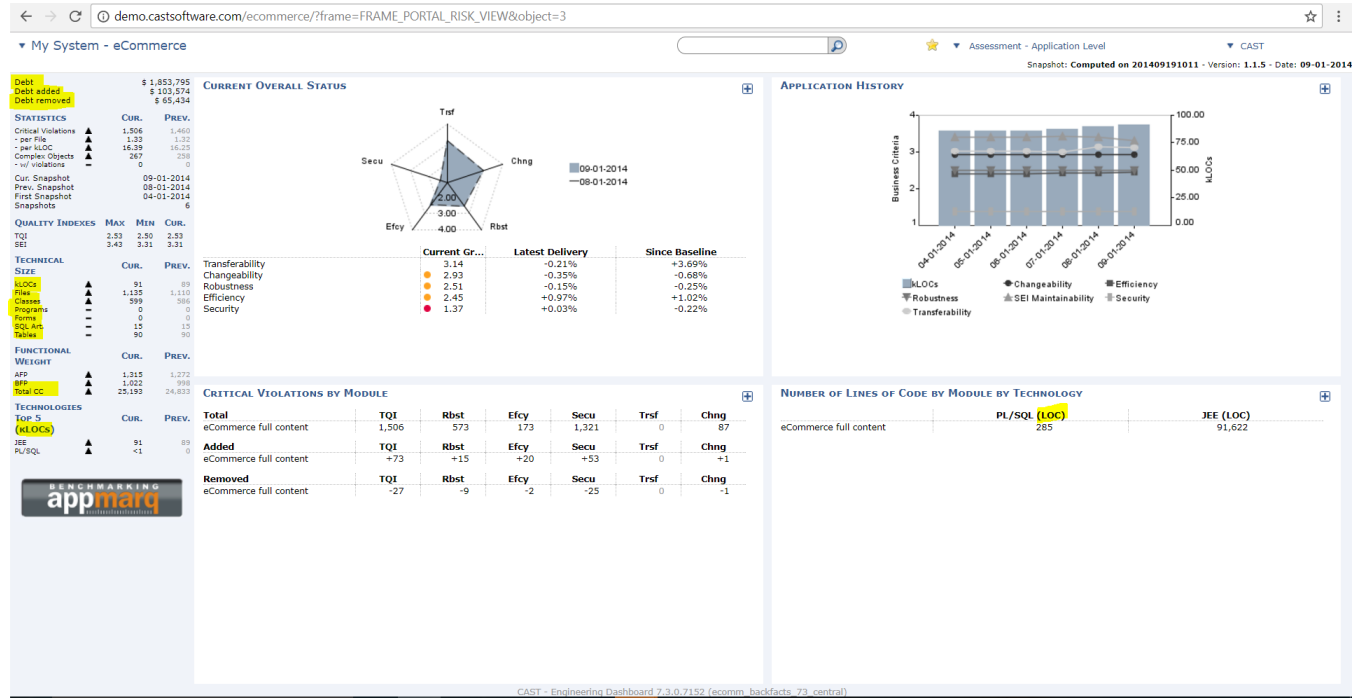 demo.castsoftware.com/ecommerce/?frame=FRAME_PORTAL_RISK_VIEW&object=3
My System - eCommerce
Assessment - Application Level
CAST
Snapshot: Computed on 201409191011 - Version: 1.1.5 - Date: 09-01-2014
Debt $ 1,853,795
Debt added $ 103,574
Debt removed $ 65,434
STATISTICS CUR. PREV.
Critical Violations ▲ 1,506 1,460
- per File ▲ 1.33 1.32
- per kLOC ▲ 16.39 16.25
Complex Objects ▲ 267 258
- w/ violations – 0 0
Cur. Snapshot 09-01-2014
Prev. Snapshot 08-01-2014
First Snapshot 04-01-2014
Snapshots 6
QUALITY INDEXES MAX MIN CUR.
TQI 2.53 2.50 2.53
SEI 3.43 3.31 3.31
TECHNICAL
SIZE CUR. PREV.
kLOCs ▲ 91 89
Files ▲ 1,135 1,110
Classes ▲ 599 586
Programs – 0 0
Forms – 0 0
SQL Art. – 15 15
Tables – 90 90
FUNCTIONAL
WEIGHT CUR. PREV.
AFP ▲ 1,315 1,272
BFP ▲ 1,022 998
Total CC ▲ 25,193 24,833
TECHNOLOGIES
TOP 5 CUR. PREV.
(KLOCS)
JEE ▲ 91 89
PL/SQL ▲ <1 0
BENCHMARKING
appmarq
CURRENT OVERALL STATUS
Trsf
Secu
Chng
2.00
3.00
4.00
Efcy
Rbst
09-01-2014
08-01-2014
Current Gr... Latest Delivery Since Baseline
Transferability 3.14 -0.21% +3.69%
Changeability 2.93 -0.35% -0.68%
Robustness 2.51 -0.15% -0.25%
Efficiency 2.45 +0.97% +1.02%
Security 1.37 +0.03% -0.22%
APPLICATION HISTORY
Business Criteria
4
3
2
1
100.00
75.00
50.00
25.00
0.00
kLOCs
04-01-2014
05-01-2014
06-01-2014
07-01-2014
08-01-2014
09-01-2014
kLOCs Changeability Efficiency
Robustness SEI Maintainability Security
Transferability
CRITICAL VIOLATIONS BY MODULE
Total TQI Rbst Efcy Secu Trsf Chng
eCommerce full content 1,506 573 173 1,321 0 87
Added TQI Rbst Efcy Secu Trsf Chng
eCommerce full content +73 +15 +20 +53 0 +1
Removed TQI Rbst Efcy Secu Trsf Chng
eCommerce full content -27 -9 -2 -25 0 -1
NUMBER OF LINES OF CODE BY MODULE BY TECHNOLOGY
PL/SQL (LOC) JEE (LOC)
eCommerce full content 285 91,622
CAST - Engineering Dashboard 7.3.0.7152 (ecomm_backfacts_73_central)